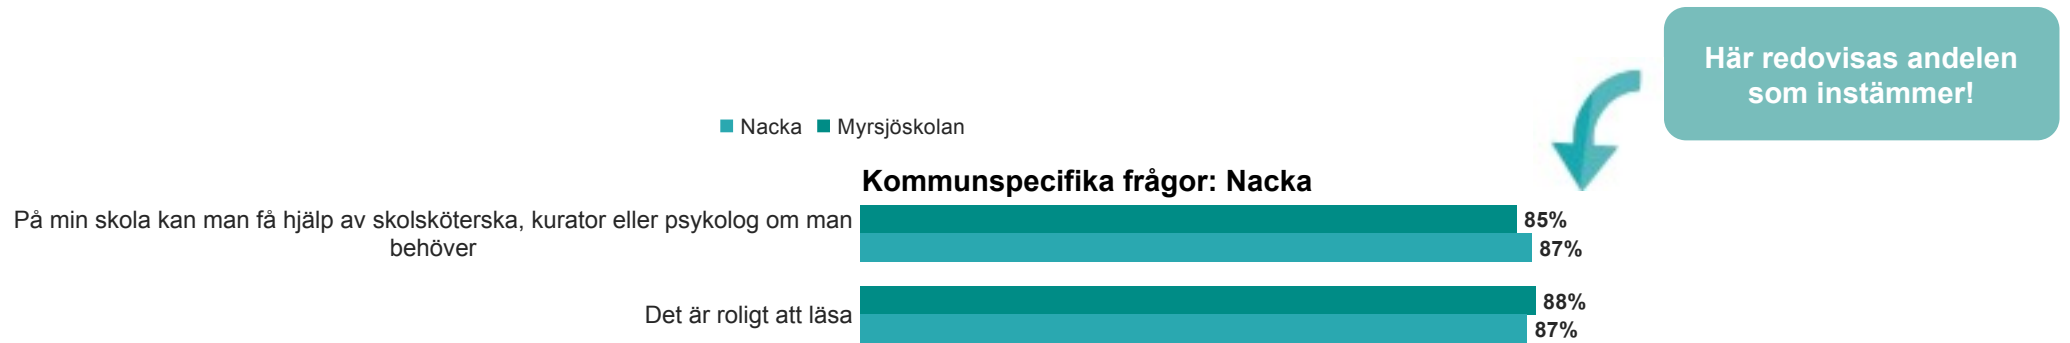 Här redovisas andelen
som instämmer!
Nacka Myrsjöskolan
Kommunspecifika frågor: Nacka
På min skola kan man få hjälp av skolsköterska, kurator eller psykolog om man
behöver
85%
87%
Det är roligt att läsa
88%
87%